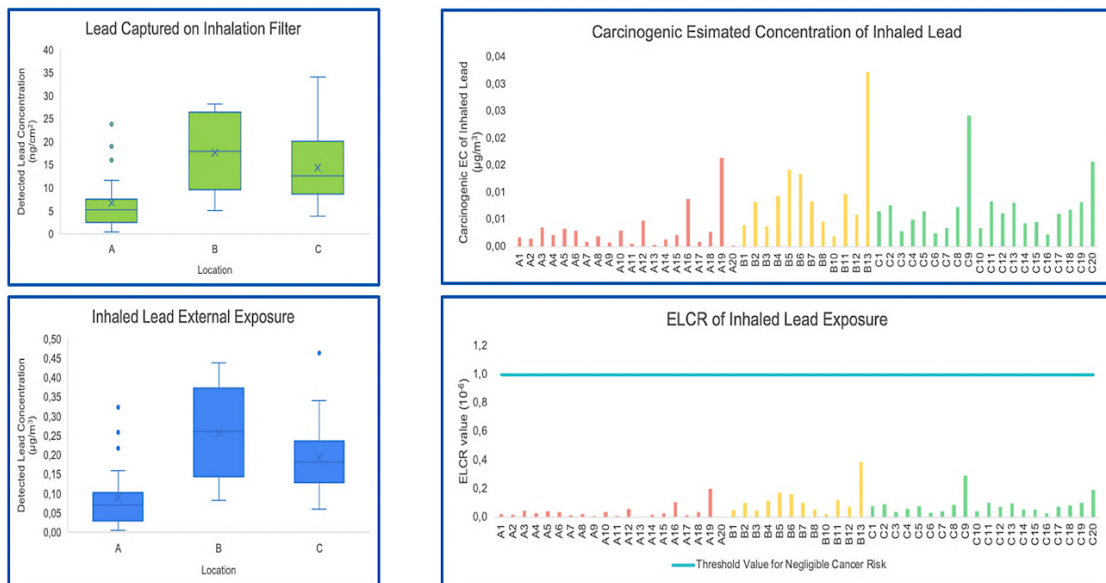 Lead Captured on Inhalation Filter
Detected Lead Concentration
(ng/cm²)
40
35
30
25
20
15
10
5
0
A B C
Location
Carcinogenic Esimated Concentration of Inhaled Lead
Carcinogenic EC of Inhaled Lead
(µg/m³)
0,04
0,03
0,03
0,02
0,02
0,01
0,01
0,00
A1 A2 A3 A4 A5 A6 A7 A8 A9 A10 A11 A12 A13 A14 A15 A16 A17 A18 A19 A20 B1 B2 B3 B4 B5 B6 B7 B8 B10 B11 B12 B13 C1 C2 C3 C4 C5 C6 C7 C8 C9 C10 C11 C12 C13 C14 C15 C16 C17 C18 C19 C20
Inhaled Lead External Exposure
Detected Lead Concentration
(µg/m³)
0,50
0,45
0,40
0,35
0,30
0,25
0,20
0,15
0,10
0,05
0,00
A B C
Location
ELCR of Inhaled Lead Exposure
ELCR value (10⁻⁶)
1,2
1,0
0,8
0,6
0,4
0,2
0,0
A1 A2 A3 A4 A5 A6 A7 A8 A9 A10 A11 A12 A13 A14 A15 A16 A17 A18 A19 A20 B1 B2 B3 B4 B5 B6 B7 B8 B10 B11 B12 B13 C1 C2 C3 C4 C5 C6 C7 C8 C9 C10 C11 C12 C13 C14 C15 C16 C17 C18 C19 C20
Threshold Value for Negligible Cancer Risk